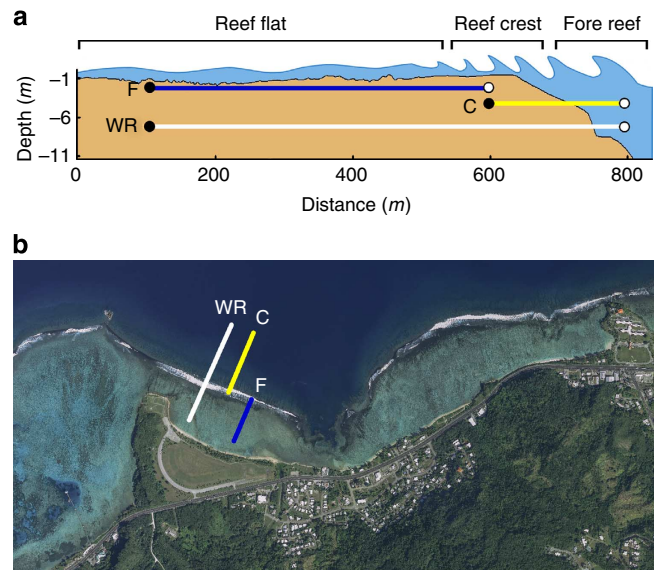 a
Reef flat Reef crest Fore reef
−1
F
C
−6
WR
−11
Depth (m)
0 200 400 600 800
Distance (m)
b
WR
C
F